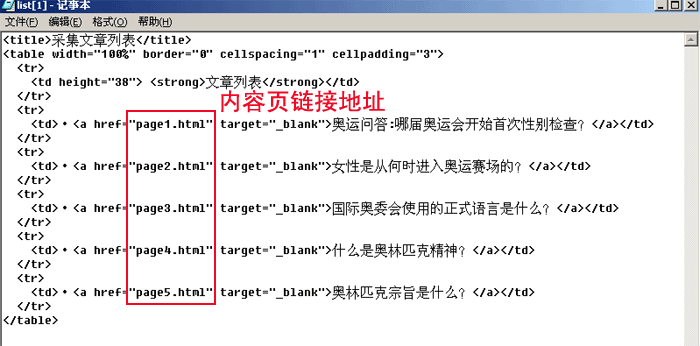 list[1] - 记事本
文件(F) 编辑(E) 格式(O) 帮助(H)
<title>采集文章列表</title>
<table width="100%" border="0" cellspacing="1" cellpadding="3">
<tr>
<td height="38"> <strong>文章列表</strong></td>
</tr>
内容页链接地址
<tr>
<td>·<a href="page1.html" target="_blank">奥运问答:哪届奥运会开始首次性别检查？</a></td>
</tr>
<tr>
<td>·<a href="page2.html" target="_blank">女性是从何时进入奥运赛场的？</a></td>
</tr>
<tr>
<td>·<a href="page3.html" target="_blank">国际奥委会使用的正式语言是什么？</a></td>
</tr>
<tr>
<td>·<a href="page4.html" target="_blank">什么是奥林匹克精神？</a></td>
</tr>
<tr>
<td>·<a href="page5.html" target="_blank">奥林匹克宗旨是什么？</a></td>
</tr>
</table>